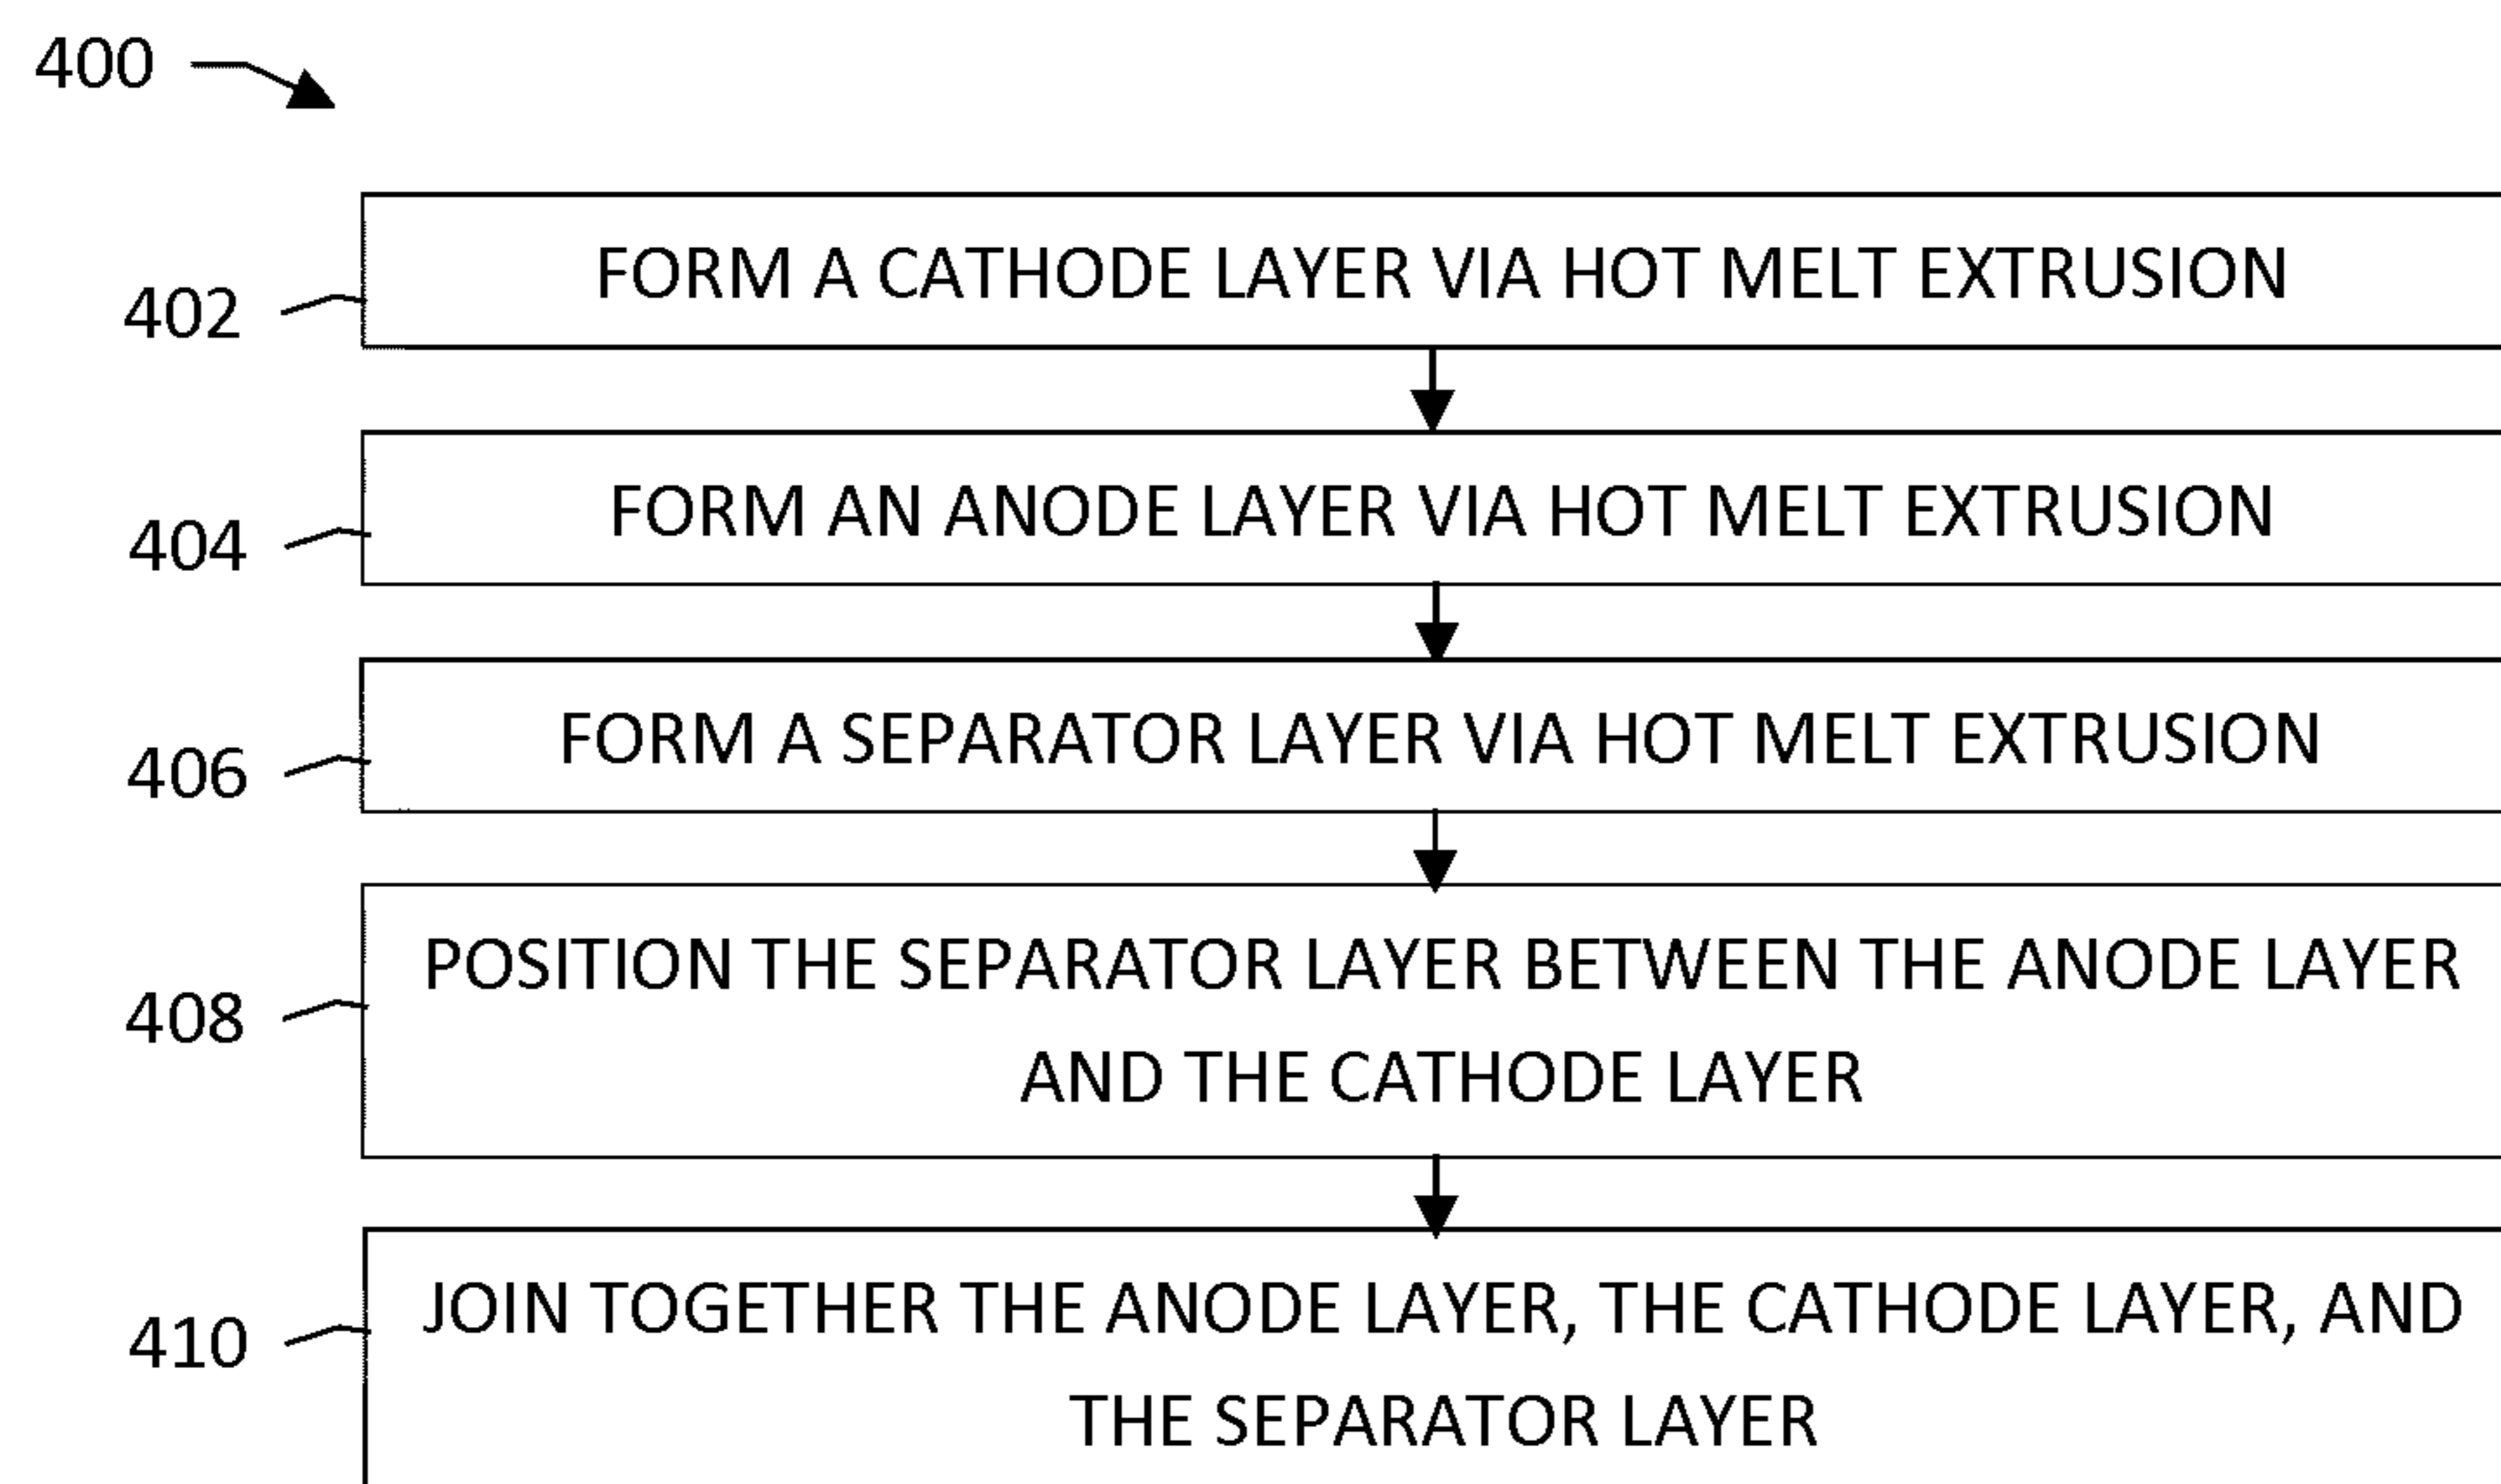 400
FORM A CATHODE LAYER VIA HOT MELT EXTRUSION
402
FORM AN ANODE LAYER VIA HOT MELT EXTRUSION
404
FORM A SEPARATOR LAYER VIA HOT MELT EXTRUSION
406
POSITION THE SEPARATOR LAYER BETWEEN THE ANODE LAYER
AND THE CATHODE LAYER
408
JOIN TOGETHER THE ANODE LAYER, THE CATHODE LAYER, AND
THE SEPARATOR LAYER
410